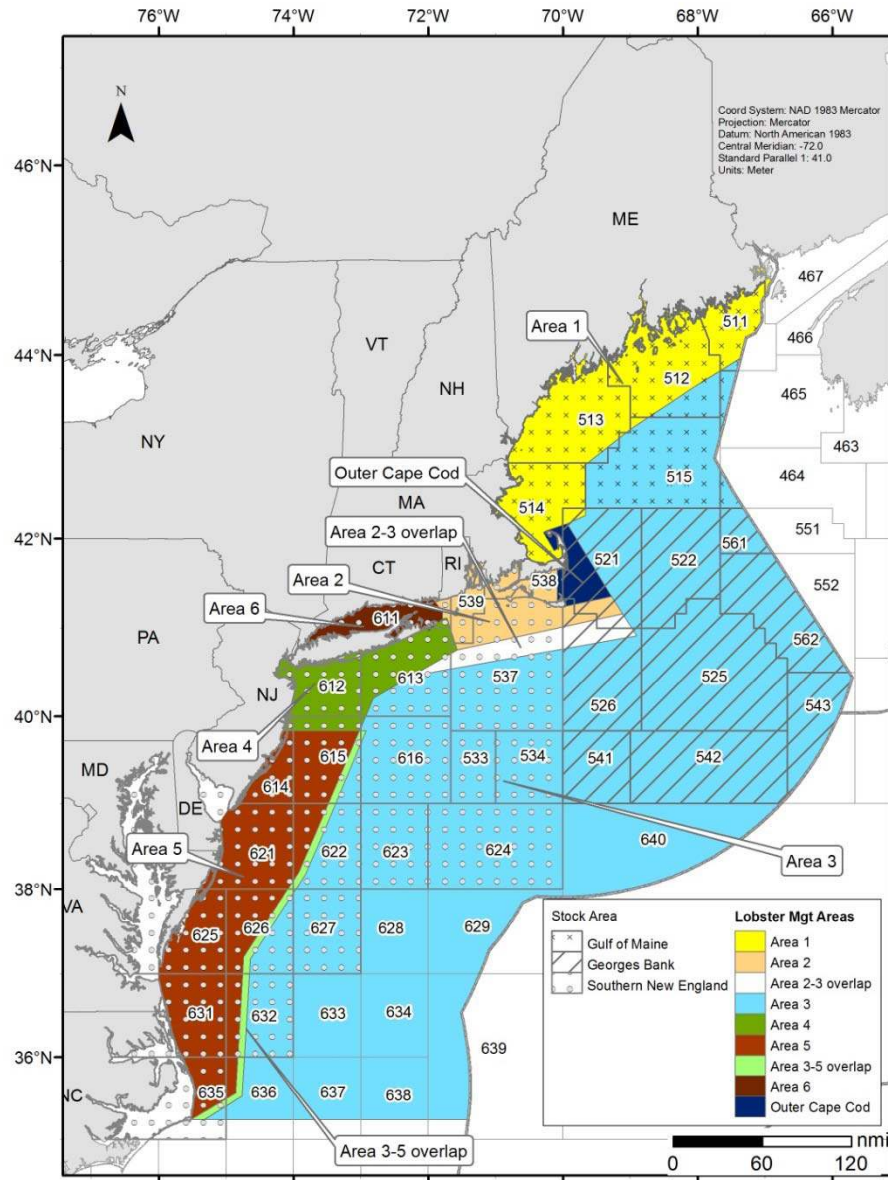 76°W 74°W 72°W 70°W 68°W 66°W
N
Coord System: NAD 1983 Mercator
Projection: Mercator
Datum: North American 1983
Central Meridian: -72.0
Standard Parallel 1: 41.0
Units: Meter
46°N
ME
467
511
Area 1
466
VT
44°N
512
465
NH
513
463
NY
Outer Cape Cod
515
464
MA
514
42°N
Area 2-3 overlap
551
CT
RI
521
522
561
Area 2
538
552
539
Area 6
611
PA
562
612
613
537
525
NJ
526
543
40°N
Area 4
615
616
533
534
541
542
MD
614
DE
640
Area 5
621
622
623
624
Area 3
38°N
VA
625
626
627
628
629
Stock Area
Gulf of Maine
Georges Bank
Southern New England
Lobster Mgt Areas
Area 1
Area 2
Area 2-3 overlap
Area 3
Area 4
Area 5
Area 3-5 overlap
Area 6
Outer Cape Cod
631
632
633
634
639
36°N
NC
635
636
637
638
Area 3-5 overlap
nmi
0 60 120